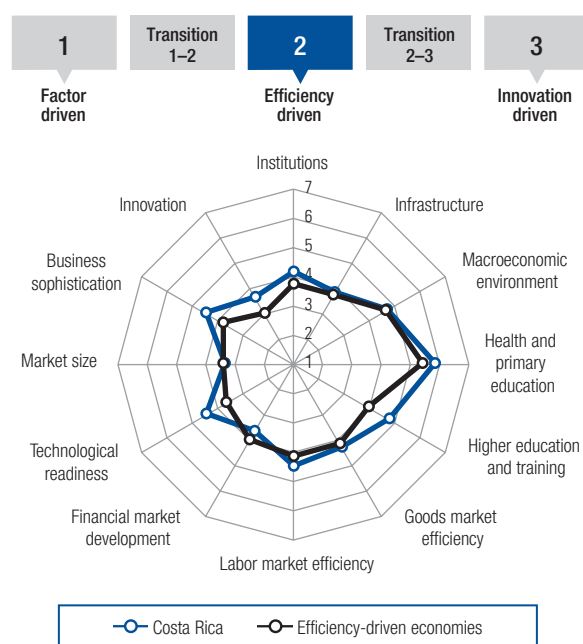 1
Transition
1–2
2
Transition
2–3
3
Factor
driven
Efficiency
driven
Innovation
driven
Institutions
7
6
5
4
3
2
1
Innovation
Infrastructure
Business
sophistication
Macroeconomic
environment
Market size
Health and
primary
education
Technological
readiness
Higher education
and training
Financial market
development
Goods market
efficiency
Labor market efficiency
Costa Rica
Efficiency-driven economies